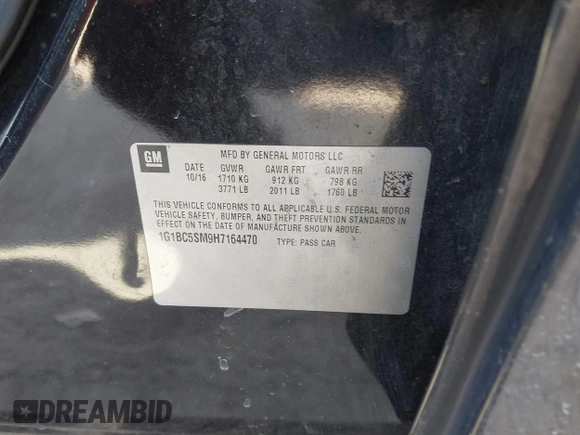 GM
MFD BY GENERAL MOTORS LLC
DATE GVWR GAWR FRT GAWR RR
10/16 1710 KG 912 KG 798 KG
3771 LB 2011 LB 1760 LB
THIS VEHICLE CONFORMS TO ALL APPLICABLE U.S. FEDERAL MOTOR
VEHICLE SAFETY, BUMPER, AND THEFT PREVENTION STANDARDS IN
EFFECT ON THE DATE OF MANUFACTURE SHOWN ABOVE.
1G1BC5SM9H7164470 TYPE: PASS CAR
DREAMBID